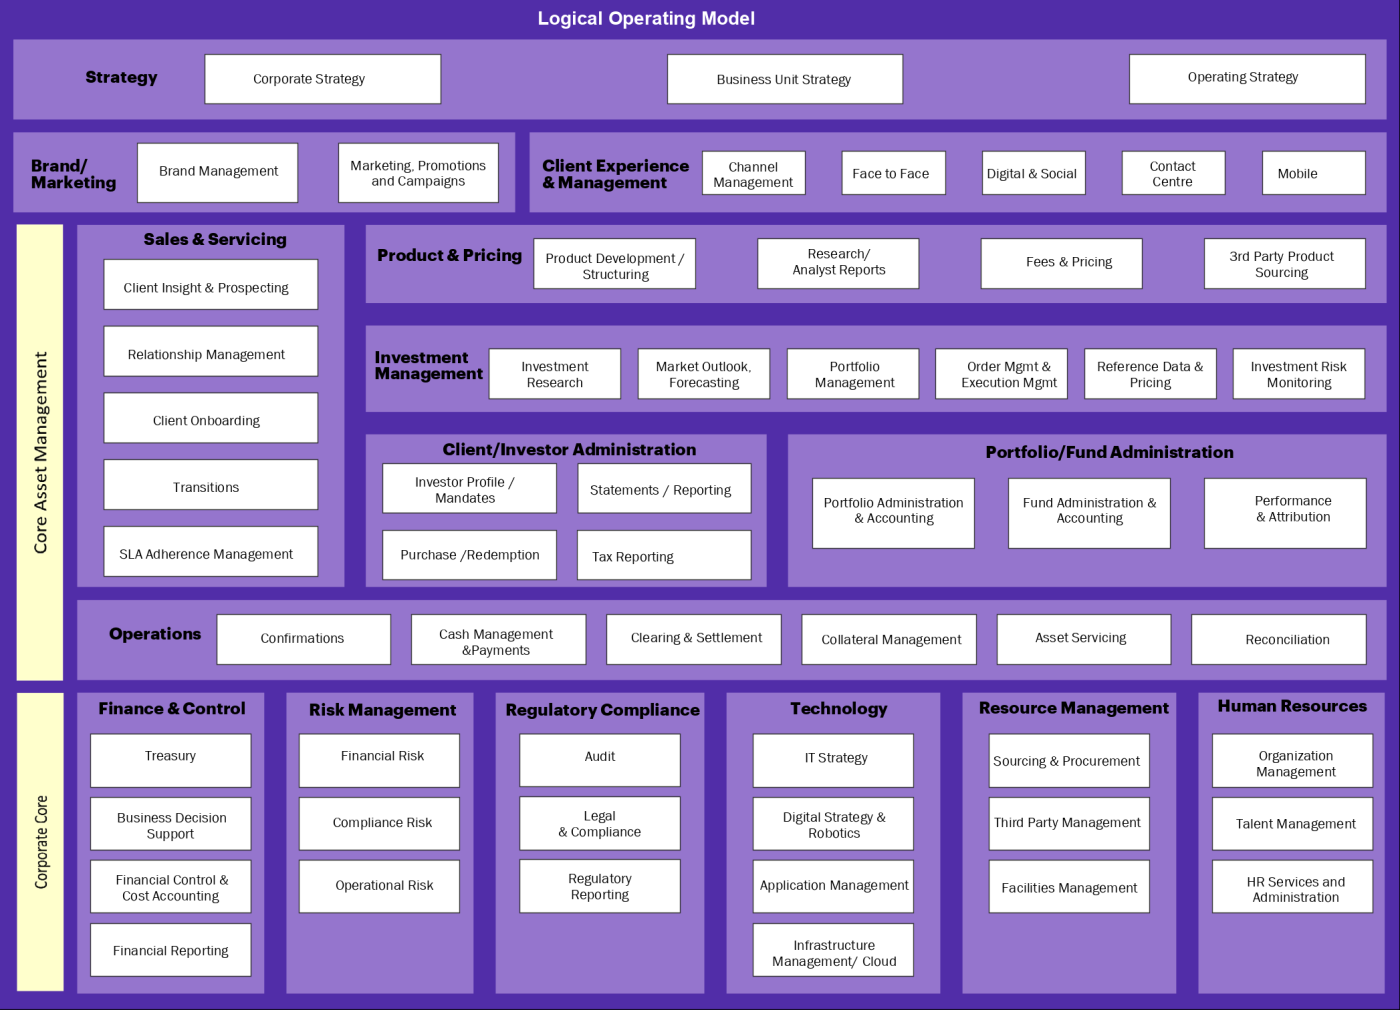 Logical Operating Model
Strategy
Corporate Strategy
Business Unit Strategy
Operating Strategy
Brand/
Marketing
Brand Management
Marketing, Promotions
and Campaigns
Client Experience
& Management
Channel
Management
Face to Face
Digital & Social
Contact
Centre
Mobile
Core Asset Management
Sales & Servicing
Client Insight & Prospecting
Relationship Management
Client Onboarding
Transitions
SLA Adherence Management
Product & Pricing
Product Development /
Structuring
Research/
Analyst Reports
Fees & Pricing
3rd Party Product
Sourcing
Investment
Management
Investment
Research
Market Outlook,
Forecasting
Portfolio
Management
Order Mgmt &
Execution Mgmt
Reference Data &
Pricing
Investment Risk
Monitoring
Client/Investor Administration
Investor Profile /
Mandates
Statements / Reporting
Purchase /Redemption
Tax Reporting
Portfolio/Fund Administration
Portfolio Administration
& Accounting
Fund Administration &
Accounting
Performance
& Attribution
Operations
Confirmations
Cash Management
&Payments
Clearing & Settlement
Collateral Management
Asset Servicing
Reconciliation
Corporate Core
Finance & Control
Treasury
Business Decision
Support
Financial Control &
Cost Accounting
Financial Reporting
Risk Management
Financial Risk
Compliance Risk
Operational Risk
Regulatory Compliance
Audit
Legal
& Compliance
Regulatory
Reporting
Technology
IT Strategy
Digital Strategy &
Robotics
Application Management
Infrastructure
Management/ Cloud
Resource Management
Sourcing & Procurement
Third Party Management
Facilities Management
Human Resources
Organization
Management
Talent Management
HR Services and
Administration